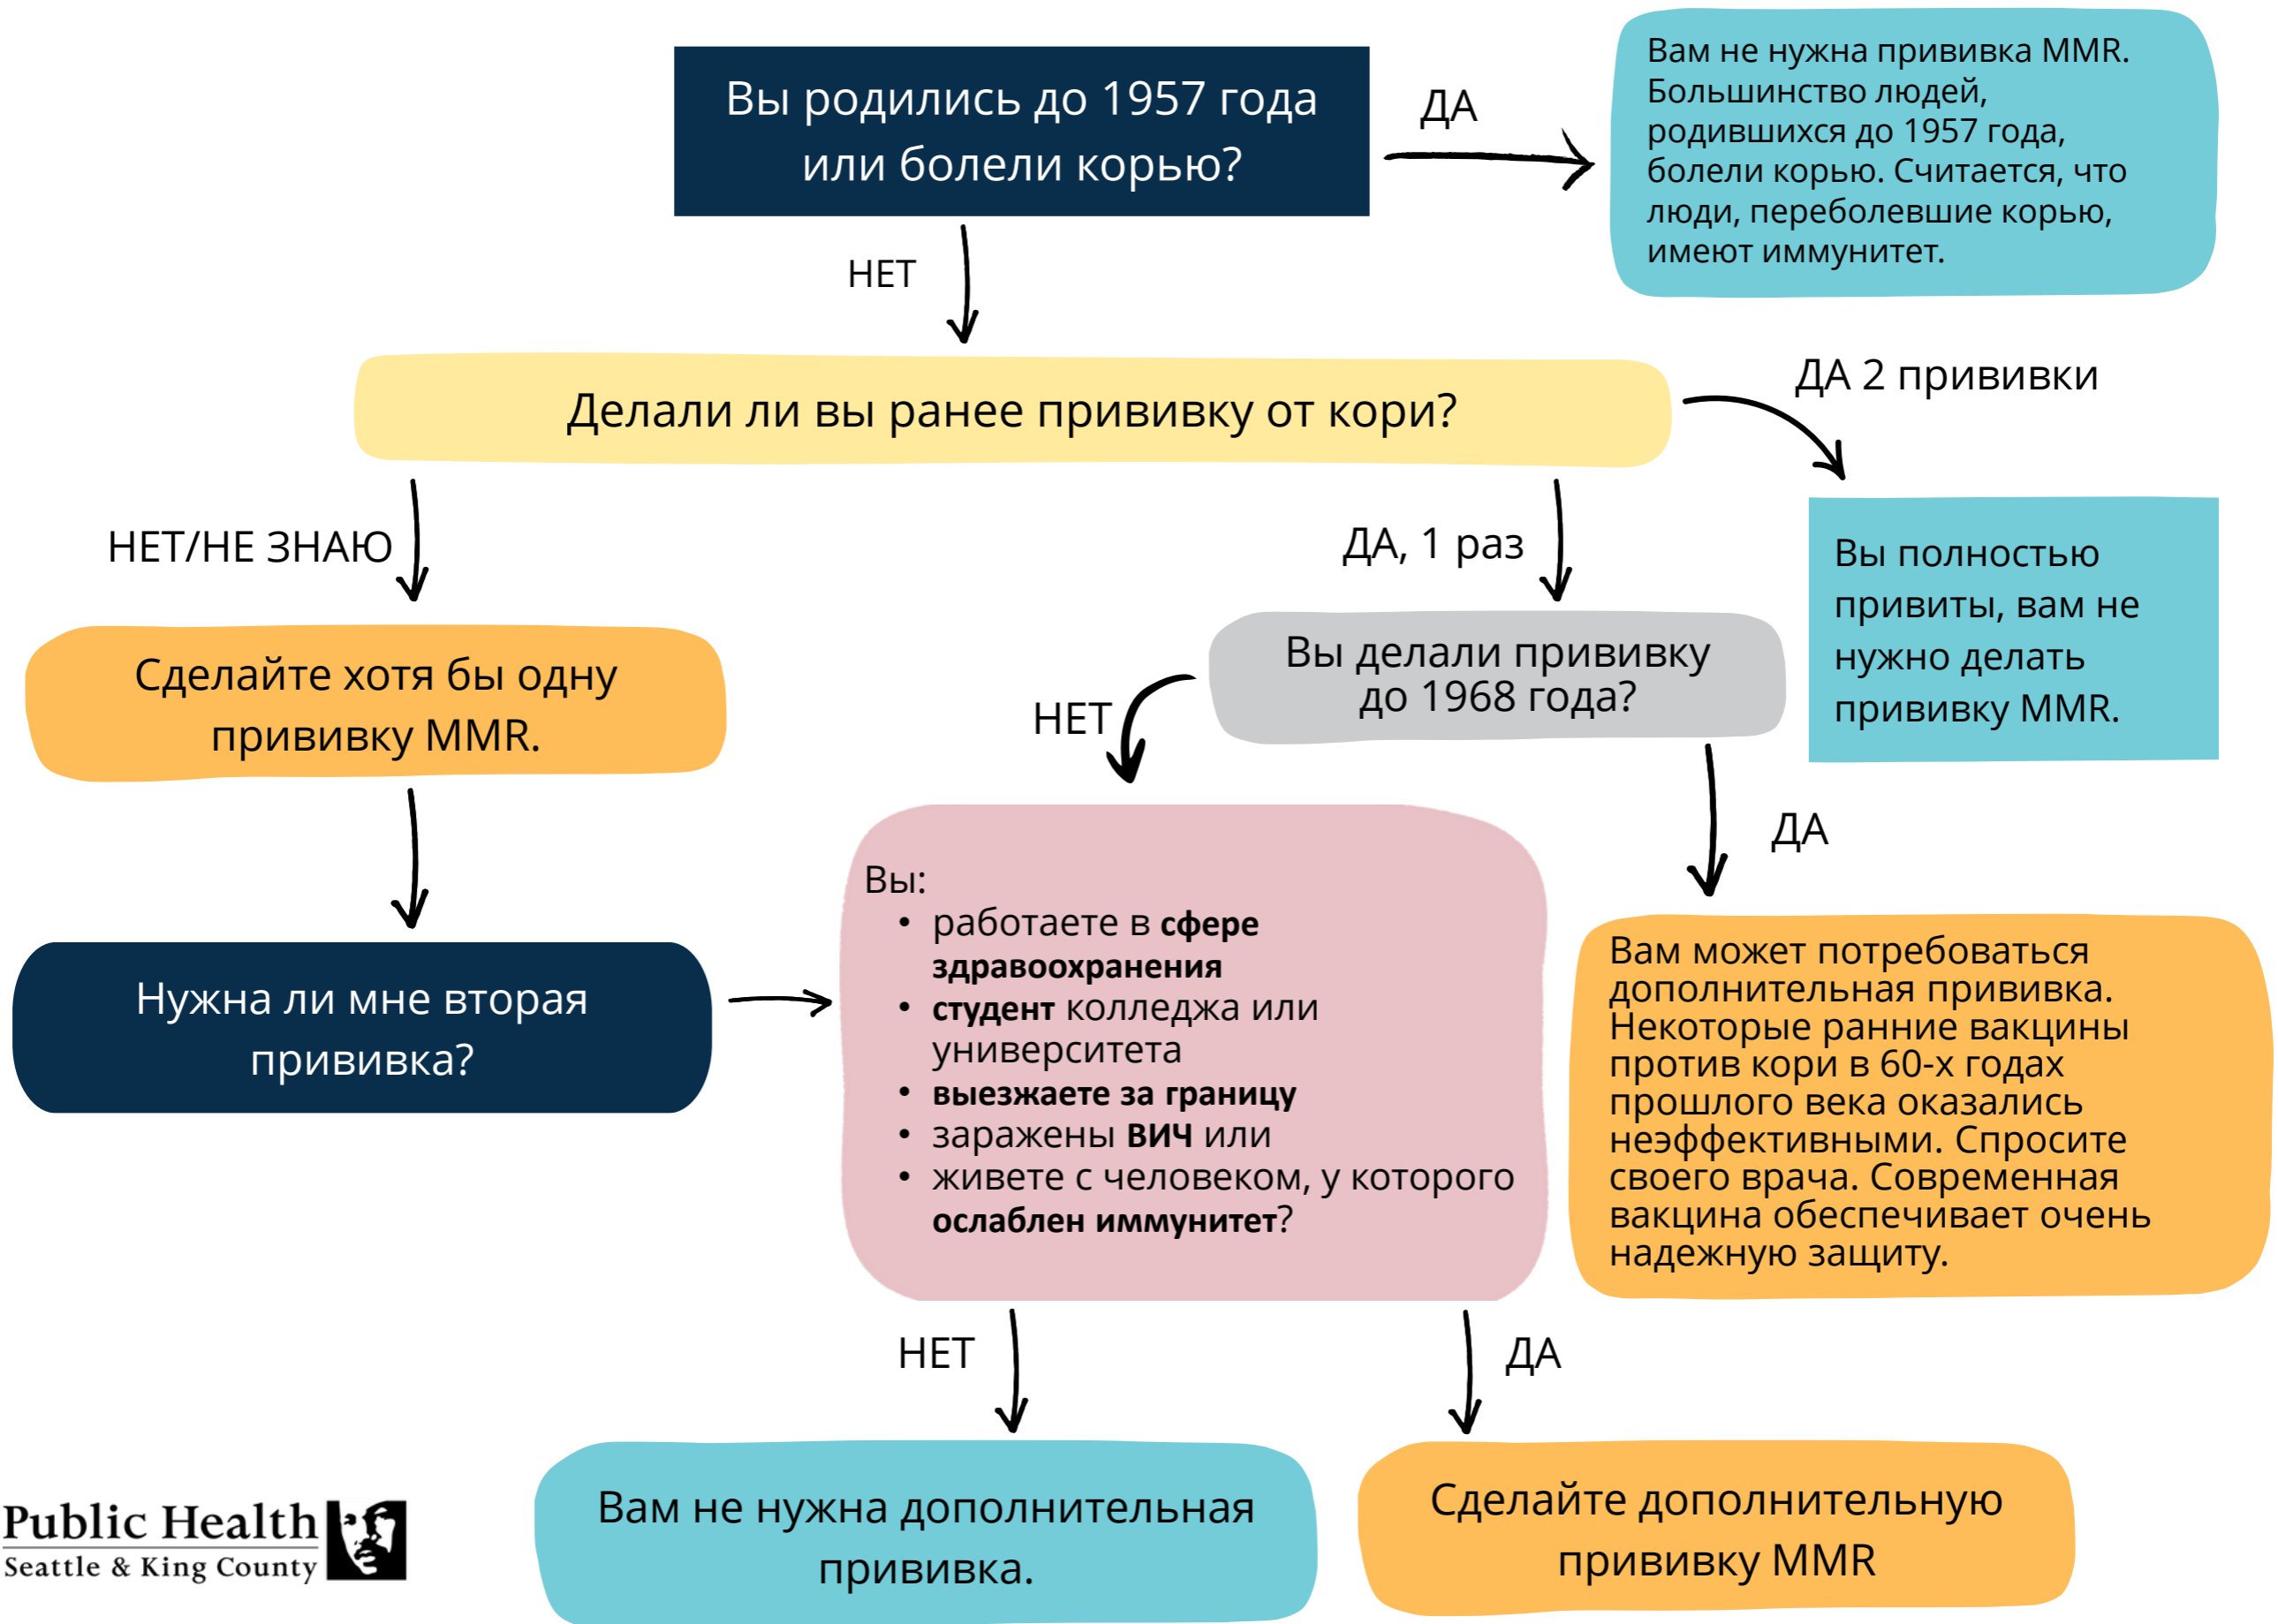 Вы родились до 1957 года
или болели корью?
ДА
Вам не нужна прививка MMR.
Большинство людей,
родившихся до 1957 года,
болели корью. Считается, что
люди, переболевшие корью,
имеют иммунитет.
НЕТ
Делали ли вы ранее прививку от кори?
ДА 2 прививки
Вы полностью
привиты, вам не
нужно делать
прививку MMR.
НЕТ/НЕ ЗНАЮ
ДА, 1 раз
Сделайте хотя бы одну
прививку MMR.
Вы делали прививку
до 1968 года?
НЕТ
ДА
Нужна ли мне вторая
прививка?
Вы:
• работаете в сфере
здравоохранения
• студент колледжа или
университета
• выезжаете за границу
• заражены ВИЧ или
• живете с человеком, у которого
ослаблен иммунитет?
Вам может потребоваться
дополнительная прививка.
Некоторые ранние вакцины
против кори в 60-х годах
прошлого века оказались
неэффективными. Спросите
своего врача. Современная
вакцина обеспечивает очень
надежную защиту.
НЕТ
ДА
Вам не нужна дополнительная
прививка.
Сделайте дополнительную
прививку MMR
Public Health
Seattle & King County